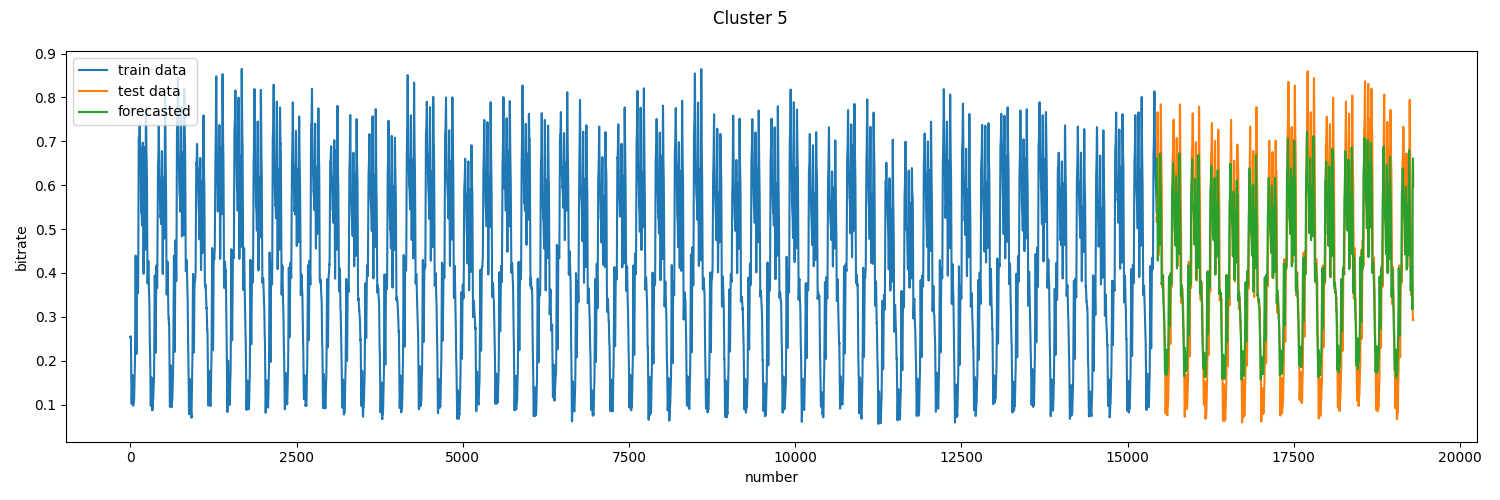 Cluster 5
train data
test data
forecasted
bitrate
0.9
0.8
0.7
0.6
0.5
0.4
0.3
0.2
0.1
0 2500 5000 7500 10000 12500 15000 17500 20000
number